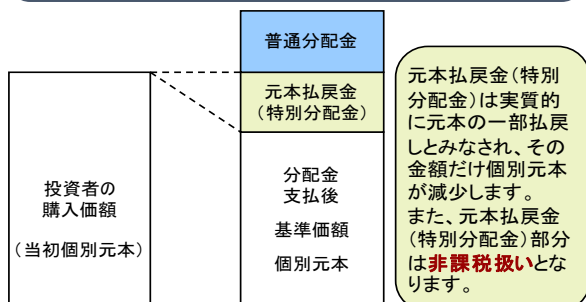 普通分配金
元本払戻金
（特別分配金）
分配金
支払後
基準価額
個別元本
投資者の
購入価額
（当初個別元本）
元本払戻金（特別
分配金）は実質的
に元本の一部払戻
しとみなされ、その
金額だけ個別元本
が減少します。
また、元本払戻金
（特別分配金）部分
は非課税扱いとな
ります。